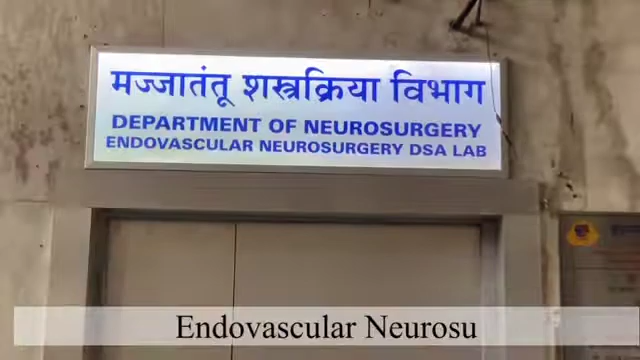 मज्जातंतू शस्त्रक्रिया विभाग
DEPARTMENT OF NEUROSURGERY
ENDOVASCULAR NEUROSURGERY DSA LAB
Endovascular Neurosu